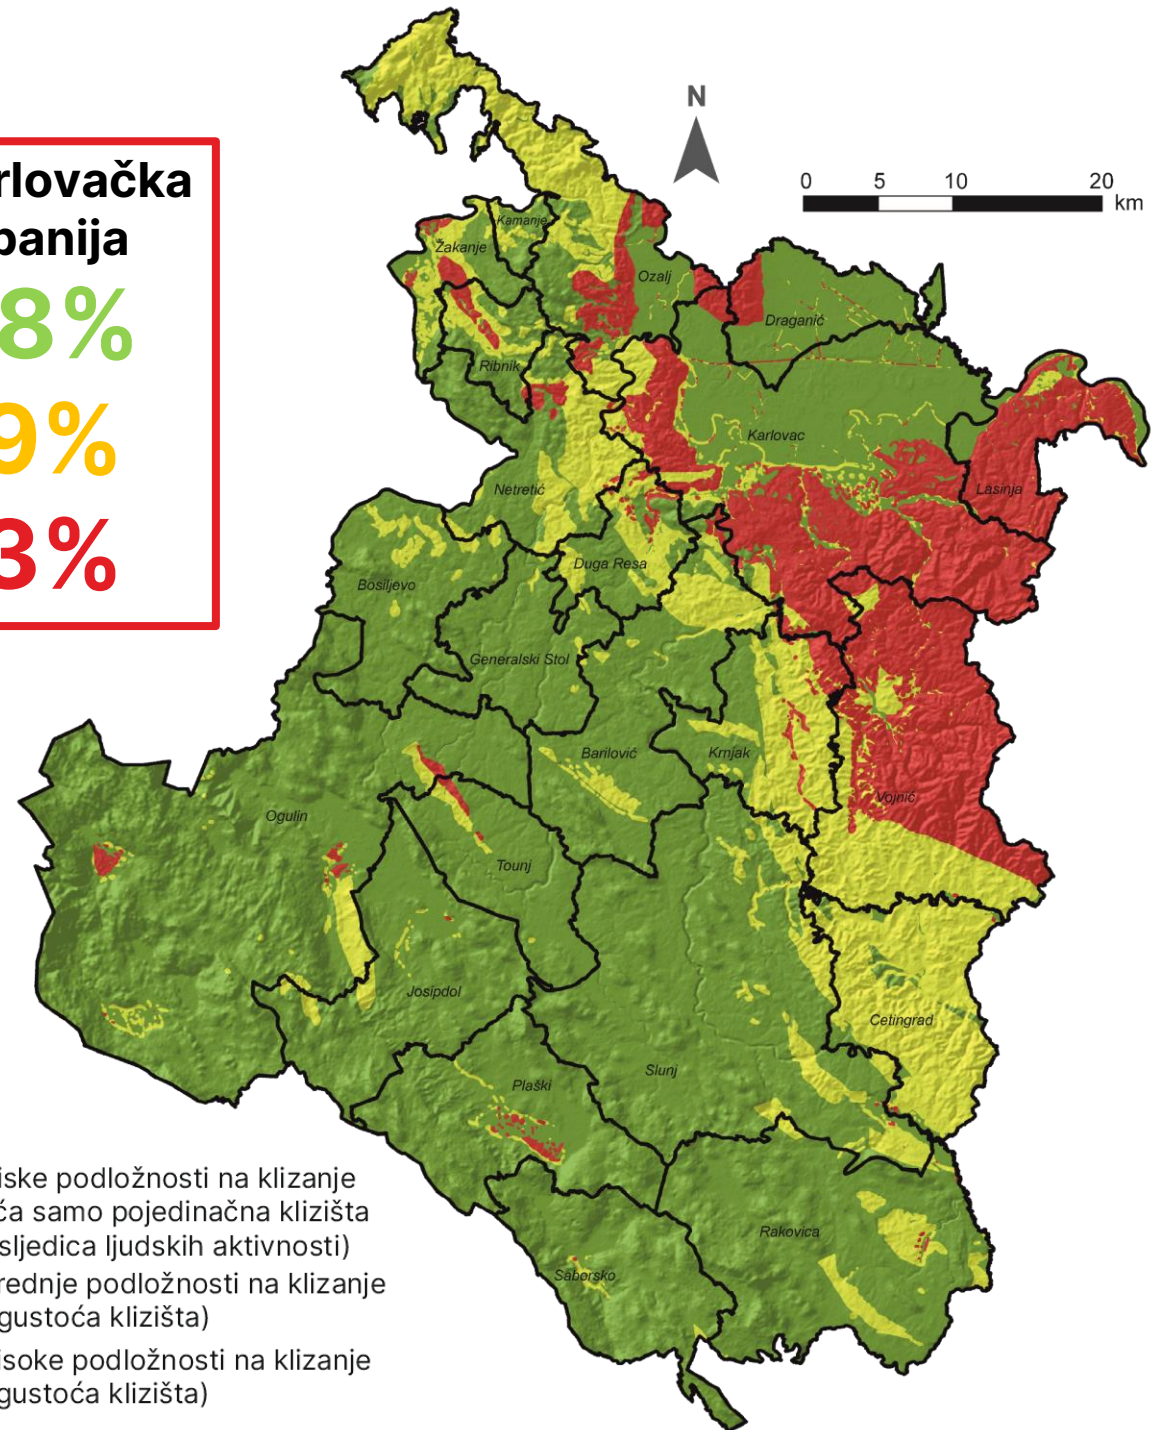 N
0 5 10 20
km
rlovačka
panija
8%
9%
3%
Kamanje
Žakanje
Ozalj
Draganić
Ribnik
Karlovac
Netretić
Lasinja
Duga Resa
Bosiljevo
Generalski Stol
Barilović
Krnjak
Vojnić
Ogulin
Tounj
Josipdol
Cetingrad
Slunj
Plaški
Rakovica
Saborsko
iske podložnosti na klizanje
ća samo pojedinačna klizišta
sljedica ljudskih aktivnosti)
rednje podložnosti na klizanje
gustoća klizišta)
isoke podložnosti na klizanje
gustoća klizišta)